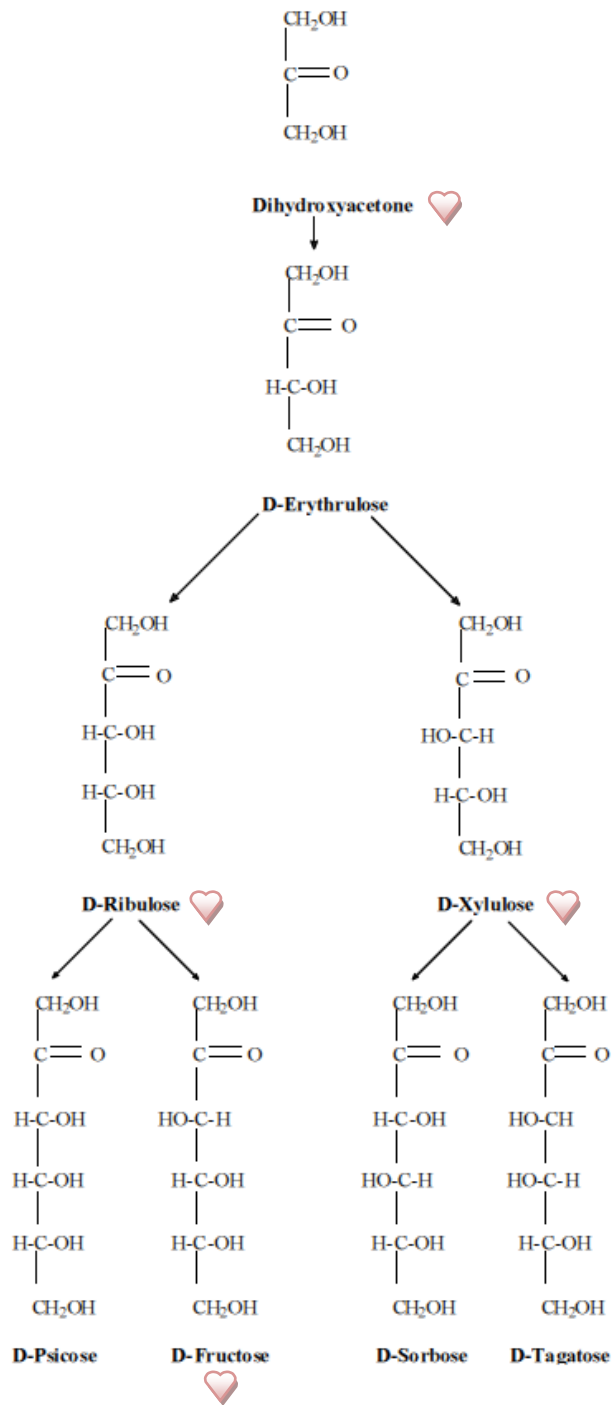 CH₂OH
C O
CH₂OH
Dihydroxyacetone
CH₂OH
C O
H-C-OH
CH₂OH
D-Erythrulose
CH₂OH CH₂OH
C O C O
H-C-OH HO-C-H
H-C-OH H-C-OH
CH₂OH CH₂OH
D-Ribulose D-Xylulose
CH₂OH CH₂OH CH₂OH CH₂OH
C O C O C O C O
H-C-OH HO-C-H H-C-OH HO-CH
H-C-OH H-C-OH HO-C-H HO-C-H
H-C-OH H-C-OH H-C-OH H-C-OH
CH₂OH CH₂OH CH₂OH CH₂OH
D-Psicose D-Fructose D-Sorbose D-Tagatose